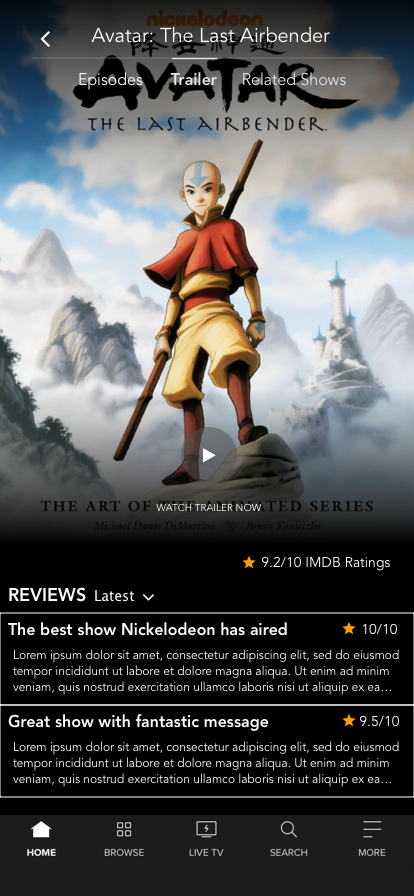 nickelodeon
Avatar: The Last Airbender
降卋神通
Episodes Trailer Related Shows
AVATAR
THE LAST AIRBENDER.
THE ART OF THE ANIMATED SERIES
WATCH TRAILER NOW
Michael Dante DiMartino Bryan Konietzko
9.2/10 IMDB Ratings
REVIEWS Latest
The best show Nickelodeon has aired 10/10
Lorem ipsum dolor sit amet, consectetur adipiscing elit, sed do eiusmod
tempor incididunt ut labore et dolore magna aliqua. Ut enim ad minim
veniam, quis nostrud exercitation ullamco laboris nisi ut aliquip ex ea...
Great show with fantastic message 9.5/10
Lorem ipsum dolor sit amet, consectetur adipiscing elit, sed do eiusmod
tempor incididunt ut labore et dolore magna aliqua. Ut enim ad minim
veniam, quis nostrud exercitation ullamco laboris nisi ut aliquip ex ea...
HOME BROWSE LIVE TV SEARCH MORE